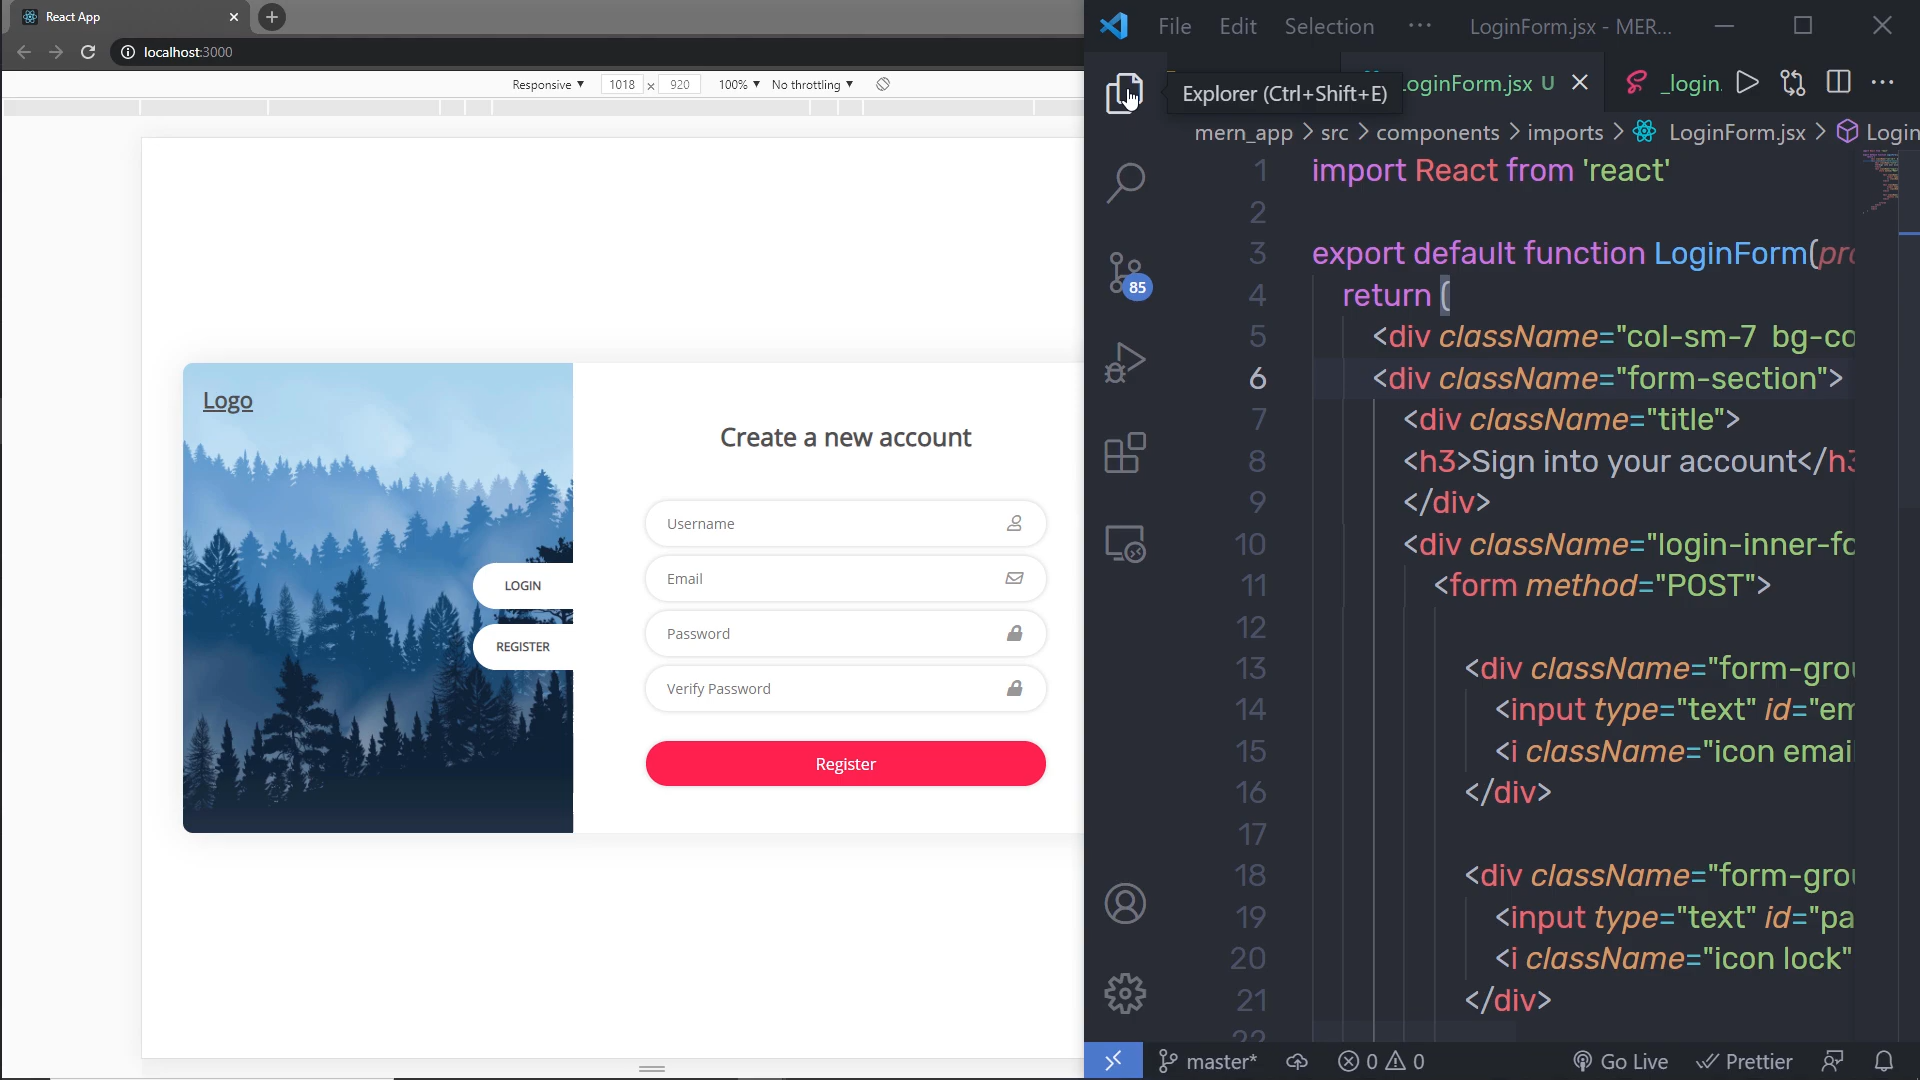 React App
localhost:3000
Responsive 1018 x 920 100% No throttling
Logo
Create a new account
Username
Email
Password
Verify Password
Register
LOGIN
REGISTER
File Edit Selection ··· LoginForm.jsx - MER...
LoginForm.jsx U
_login.
Explorer (Ctrl+Shift+E)
mern_app > src > components > imports > LoginForm.jsx > Login
85
1 import React from 'react'
2
3 export default function LoginForm(pro
4 return (
5 <div className="col-sm-7 bg-co
6 <div className="form-section">
7 <div className="title">
8 <h3>Sign into your account</h3
9 </div>
10 <div className="login-inner-fo
11 <form method="POST">
12
13 <div className="form-grou
14 <input type="text" id="em
15 <i className="icon emai
16 </div>
17
18 <div className="form-grou
19 <input type="text" id="pa
20 <i className="icon lock"
21 </div>
22
master* 0 0 Go Live Prettier